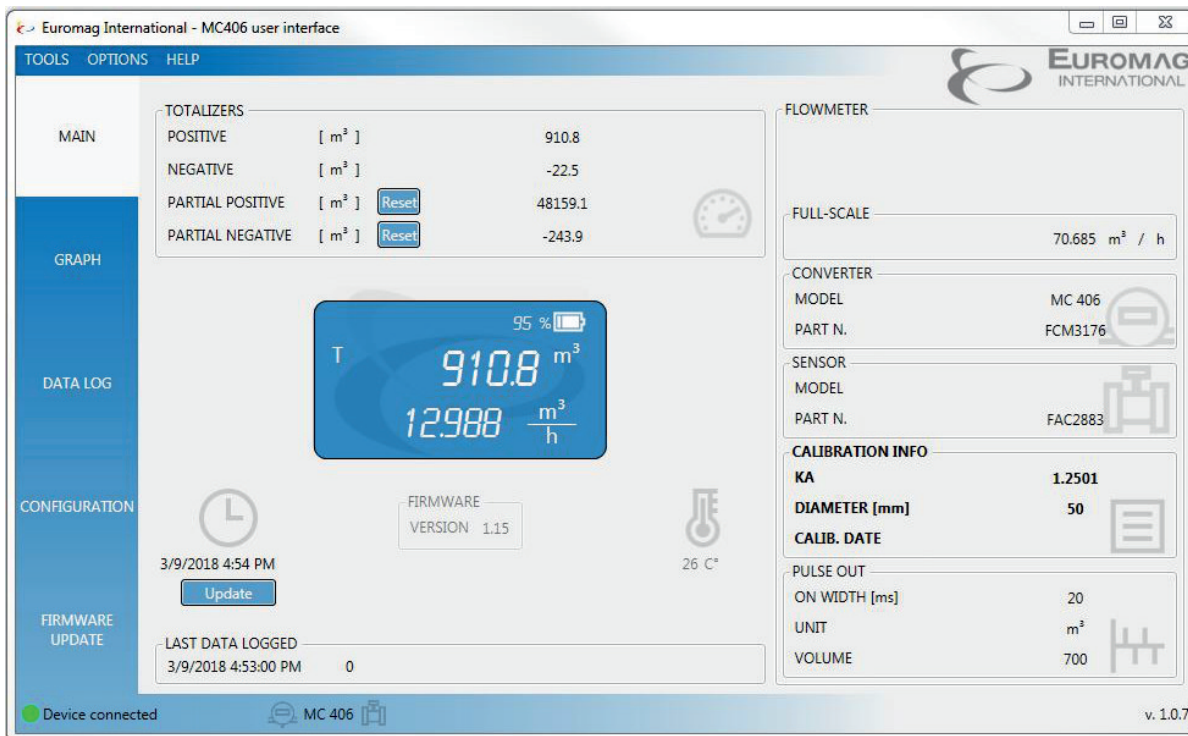 Euromag International - MC406 user interface
TOOLS OPTIONS HELP
EUROMAG
INTERNATIONAL
MAIN
GRAPH
DATA LOG
CONFIGURATION
FIRMWARE
UPDATE
TOTALIZERS
POSITIVE [ m³ ] 910.8
NEGATIVE [ m³ ] -22.5
PARTIAL POSITIVE [ m³ ] Reset 48159.1
PARTIAL NEGATIVE [ m³ ] Reset -243.9
95 %
T 910.8 m³
12.988 m³/h
FIRMWARE
VERSION 1.15
3/9/2018 4:54 PM
Update
26 C°
LAST DATA LOGGED
3/9/2018 4:53:00 PM 0
FLOWMETER
FULL-SCALE
70.685 m³ / h
CONVERTER
MODEL MC 406
PART N. FCM3176
SENSOR
MODEL
PART N. FAC2883
CALIBRATION INFO
KA 1.2501
DIAMETER [mm] 50
CALIB. DATE
PULSE OUT
ON WIDTH [ms] 20
UNIT m³
VOLUME 700
Device connected MC 406 v. 1.0.7